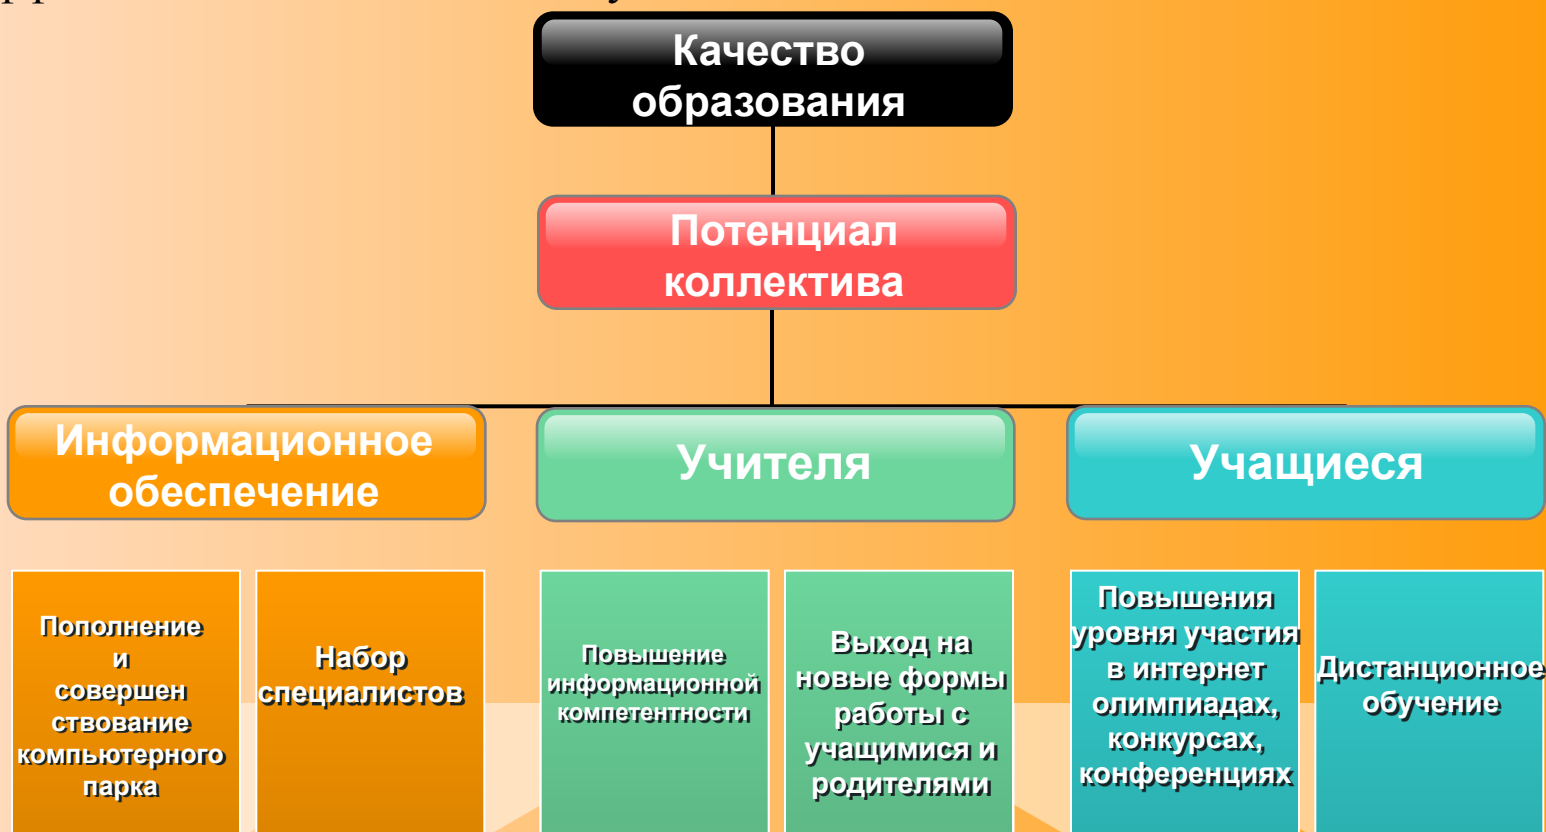 Качество
образования
Потенциал
коллектива
Информационное
обеспечение
Учителя
Учащиеся
Пополнение
и
совершен
ствование
компьютерного
парка
Набор
специалистов
Повышение
информационной
компетентности
Выход на
новые формы
работы с
учащимися и
родителями
Повышения
уровня участия
в интернет
олимпиадах,
конкурсах,
конференциях
Дистанционное
обучение